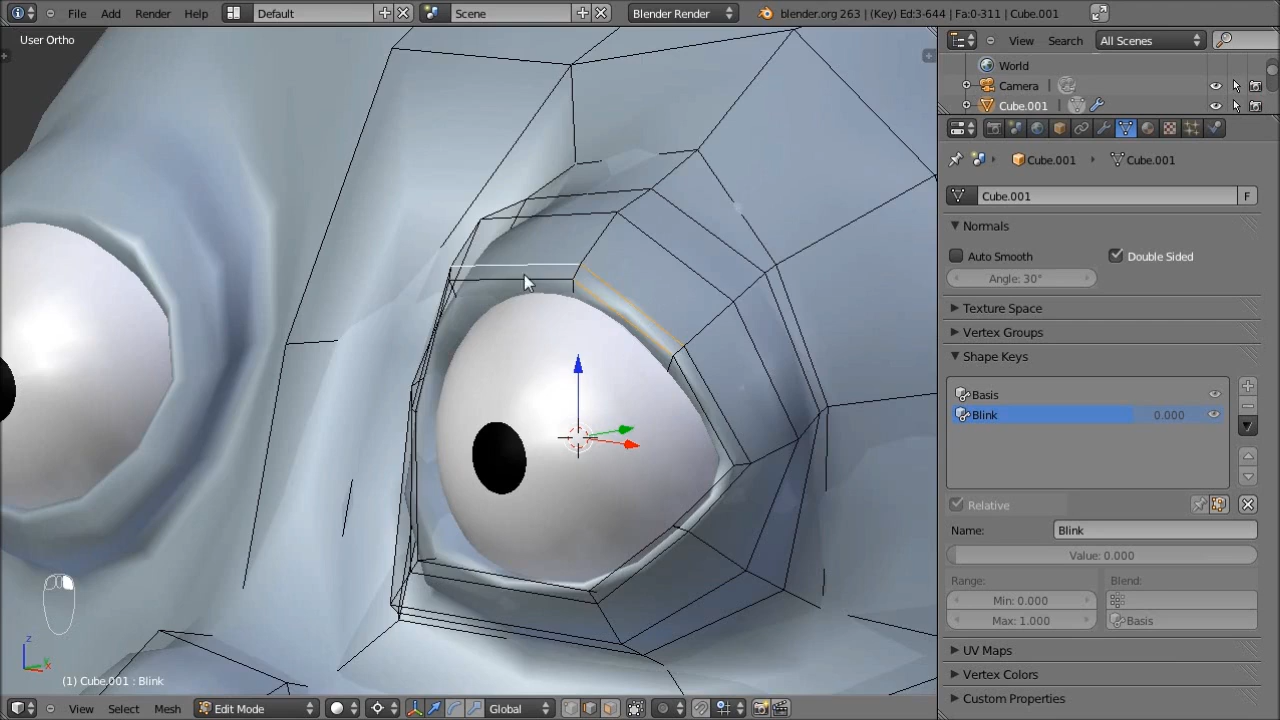 File Add Render Help Default Scene Blender Render blender.org 263 | (Key) Ed:3-644 | Fa:0-311 | Cube.001
User Ortho
View Search All Scenes
World
Camera
Cube.001
Cube.001 Cube.001
Cube.001 F
Normals
Auto Smooth Double Sided
Angle: 30°
Texture Space
Vertex Groups
Shape Keys
Basis
Blink 0.000
Relative
Name: Blink
Value: 0.000
Range: Blend:
Min: 0.000
Max: 1.000 Basis
UV Maps
Vertex Colors
Custom Properties
z
(1) Cube.001 : Blink
View Select Mesh Edit Mode Global